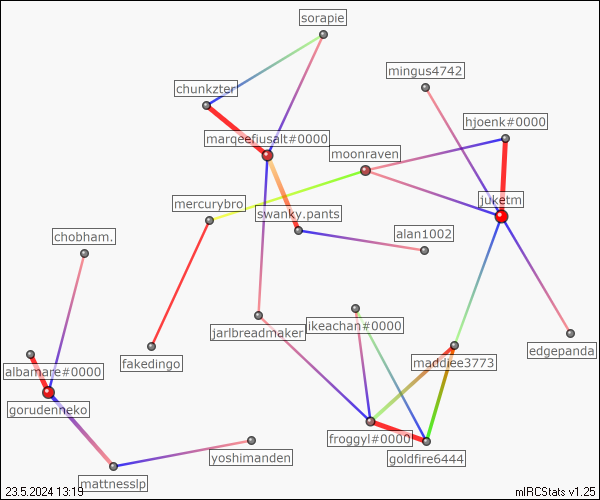 sorapie
mingus4742
chunkzter
hjoenk#0000
marqeefiusalt#0000
moonraven
mercurybro
juketm
swanky.pants
alan1002
chobham.
jarlbreadmaker
ikeachan#0000
edgepanda
fakedingo
maddiee3773
albamare#0000
gorudenneko
froggyl#0000
yoshimanden
goldfire6444
mattnesslp
23.5.2024 13:19
mIRCStats v1.25